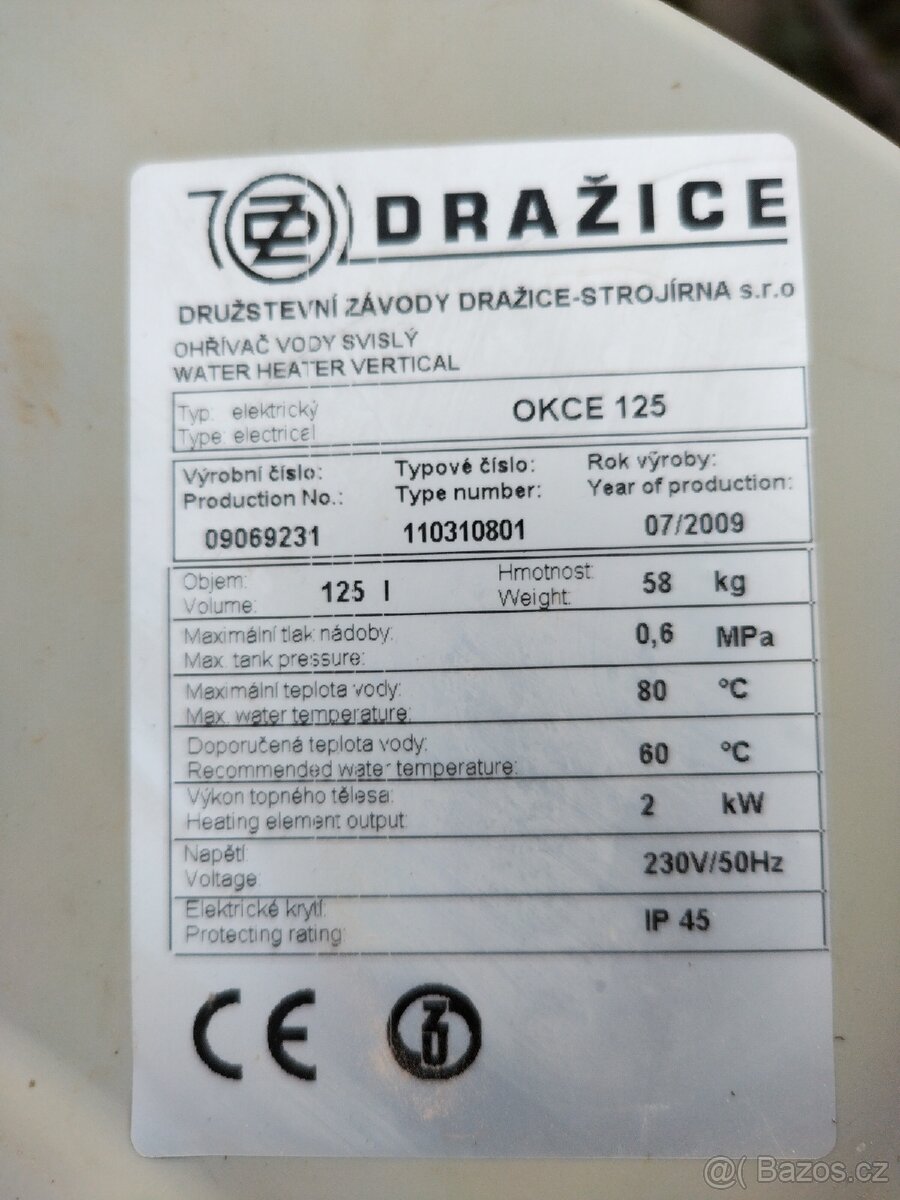 DZD DRAŽICE
DRUŽSTEVNÍ ZÁVODY DRAŽICE-STROJÍRNA s.r.o
OHŘÍVAČ VODY SVISLÝ
WATER HEATER VERTICAL
Typ: elektrický OKCE 125
Type: electrical
Výrobní číslo: Typové číslo: Rok výroby:
Production No.: Type number: Year of production:
09069231 110310801 07/2009
Objem: 125 l Hmotnost: 58 kg
Volume: Weight:
Maximální tlak nádoby: 0,6 MPa
Max. tank pressure:
Maximální teplota vody: 80 °C
Max. water temperature:
Doporučená teplota vody: 60 °C
Recommended water temperature:
Výkon topného tělesa: 2 kW
Heating element output:
Napětí: 230V/50Hz
Voltage
Elektrické krytí: IP 45
Protecting rating:
CE EZU
@( Bazos.cz